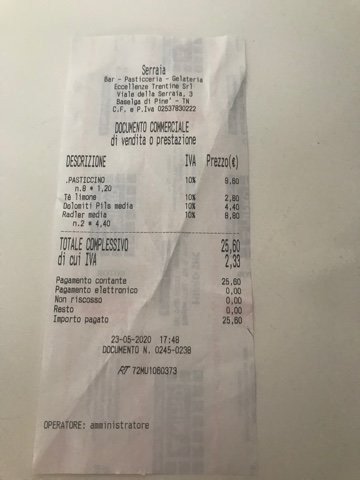 Serraia
Bar - Pasticceria - Gelateria
Eccellenze Trentine Srl
Viale della Serraia, 3
Baselga di Pine' - TN
C.F. e P.Iva 02537830222
DOCUMENTO COMMERCIALE
di vendita o prestazione
DESCRIZIONE IVA Prezzo(€)
.PASTICCINO 10% 9,60
n.8 * 1,20
Tè limone 10% 2,80
Dolomiti Pils media 10% 4,40
Radler media 10% 8,80
n.2 * 4,40
TOTALE COMPLESSIVO 25,60
di cui IVA 2,33
Pagamento contante 25,60
Pagamento elettronico 0,00
Non riscosso 0,00
Resto 0,00
Importo pagato 25,60
23-05-2020 17:48
DOCUMENTO N. 0245-0238
RT 72MU1080373
OPERATORE: amministratore